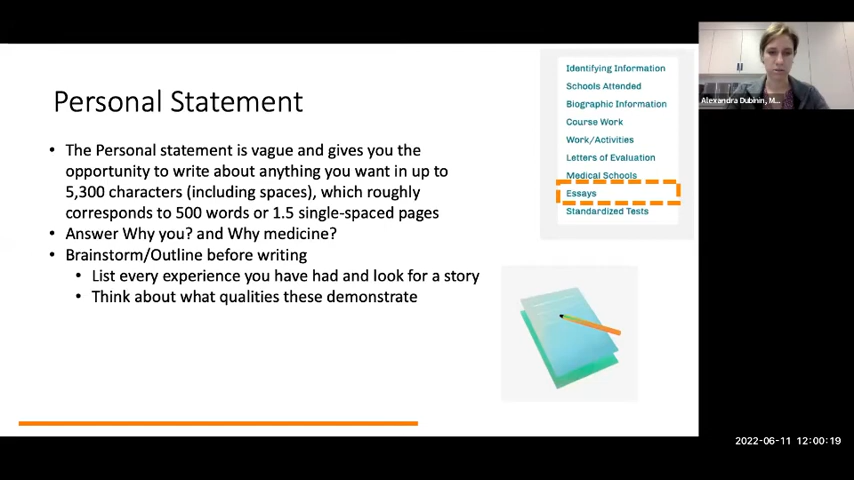 Personal Statement
• The Personal statement is vague and gives you the
opportunity to write about anything you want in up to
5,300 characters (including spaces), which roughly
corresponds to 500 words or 1.5 single-spaced pages
• Answer Why you? and Why medicine?
• Brainstorm/Outline before writing
• List every experience you have had and look for a story
• Think about what qualities these demonstrate
Identifying Information
Schools Attended
Biographic Information
Course Work
Work/Activities
Letters of Evaluation
Medical Schools
Essays
Standardized Tests
Alexandra Dubinin, M...
2022-06-11 12:00:19